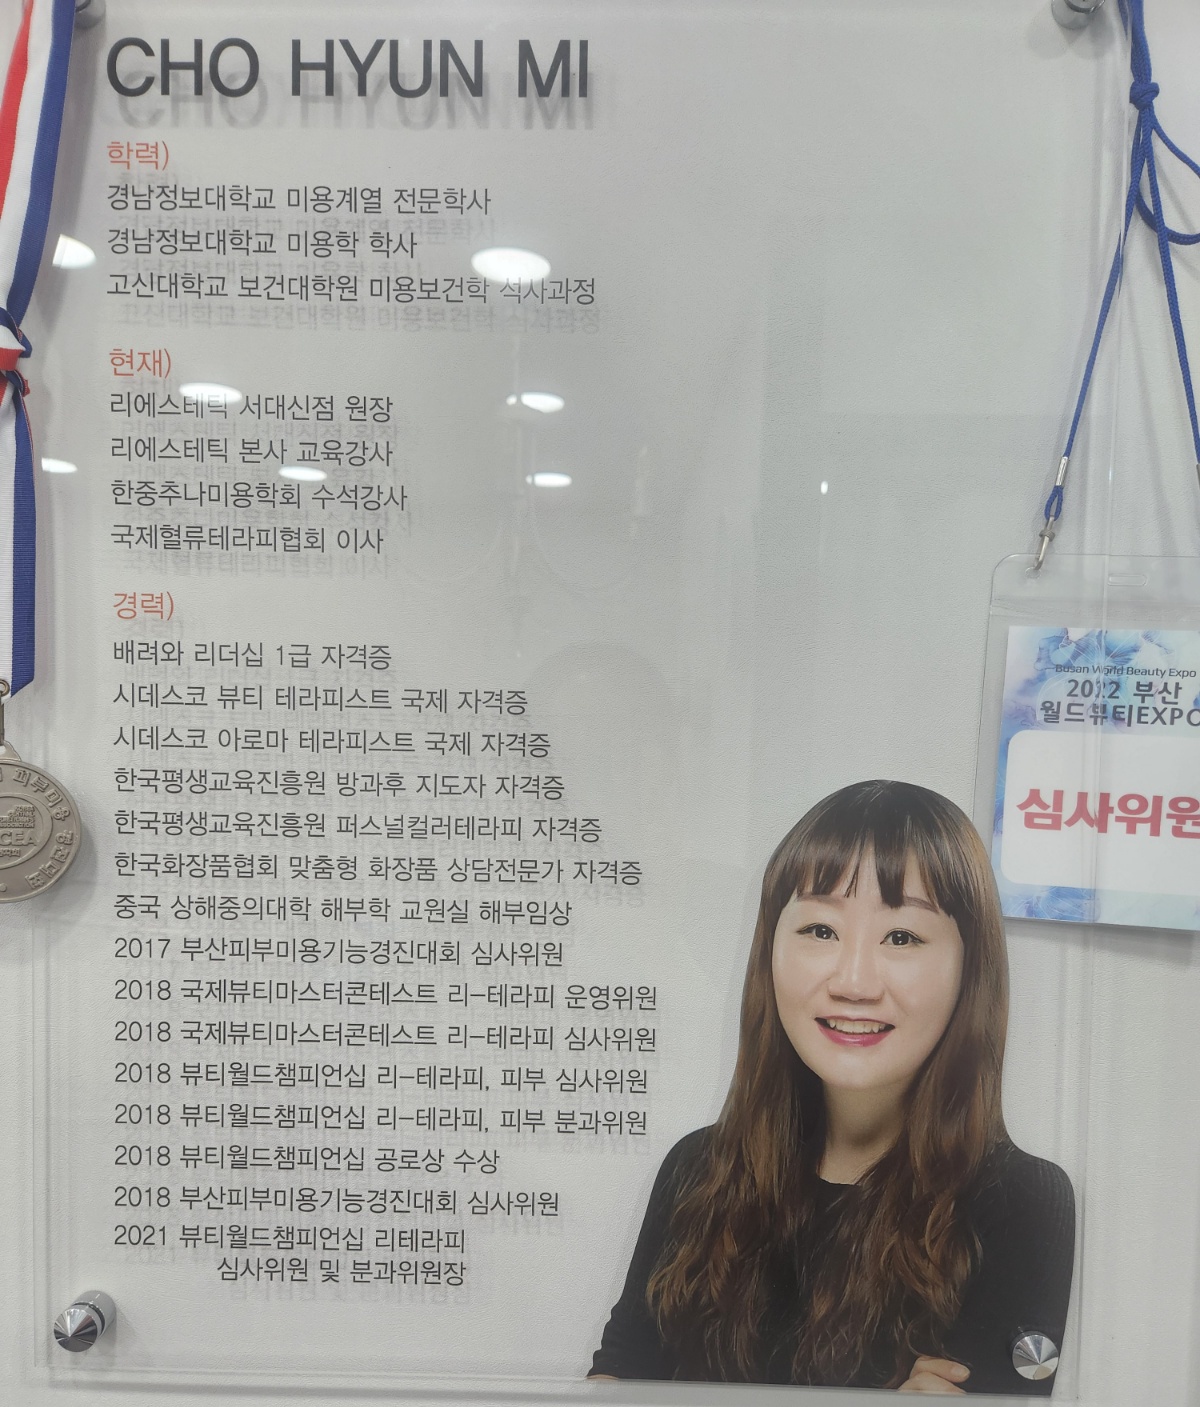 CHO HYUN MI
학력)
경남정보대학교 미용계열 전문학사
경남정보대학교 미용학 학사
고신대학교 보건대학원 미용보건학 석사과정
현재)
리에스테틱 서대신점 원장
리에스테틱 본사 교육강사
한중추나미용학회 수석강사
국제혈류테라피협회 이사
경력)
배려와 리더십 1급 자격증
시데스코 뷰티 테라피스트 국제 자격증
시데스코 아로마 테라피스트 국제 자격증
한국평생교육진흥원 방과후 지도자 자격증
한국평생교육진흥원 퍼스널컬러테라피 자격증
한국화장품협회 맞춤형 화장품 상담전문가 자격증
중국 상해중의대학 해부학 교원실 해부임상
2017 부산피부미용기능경진대회 심사위원
2018 국제뷰티마스터콘테스트 리-테라피 운영위원
2018 국제뷰티마스터콘테스트 리-테라피 심사위원
2018 뷰티월드챔피언십 리-테라피, 피부 심사위원
2018 뷰티월드챔피언십 리-테라피, 피부 분과위원
2018 뷰티월드챔피언십 공로상 수상
2018 부산피부미용기능경진대회 심사위원
2021 뷰티월드챔피언십 리테라피
심사위원 및 분과위원장
Busan World Beauty Expo
2022 부산
월드뷰티EXPO
심사위원
피부미용
CEA